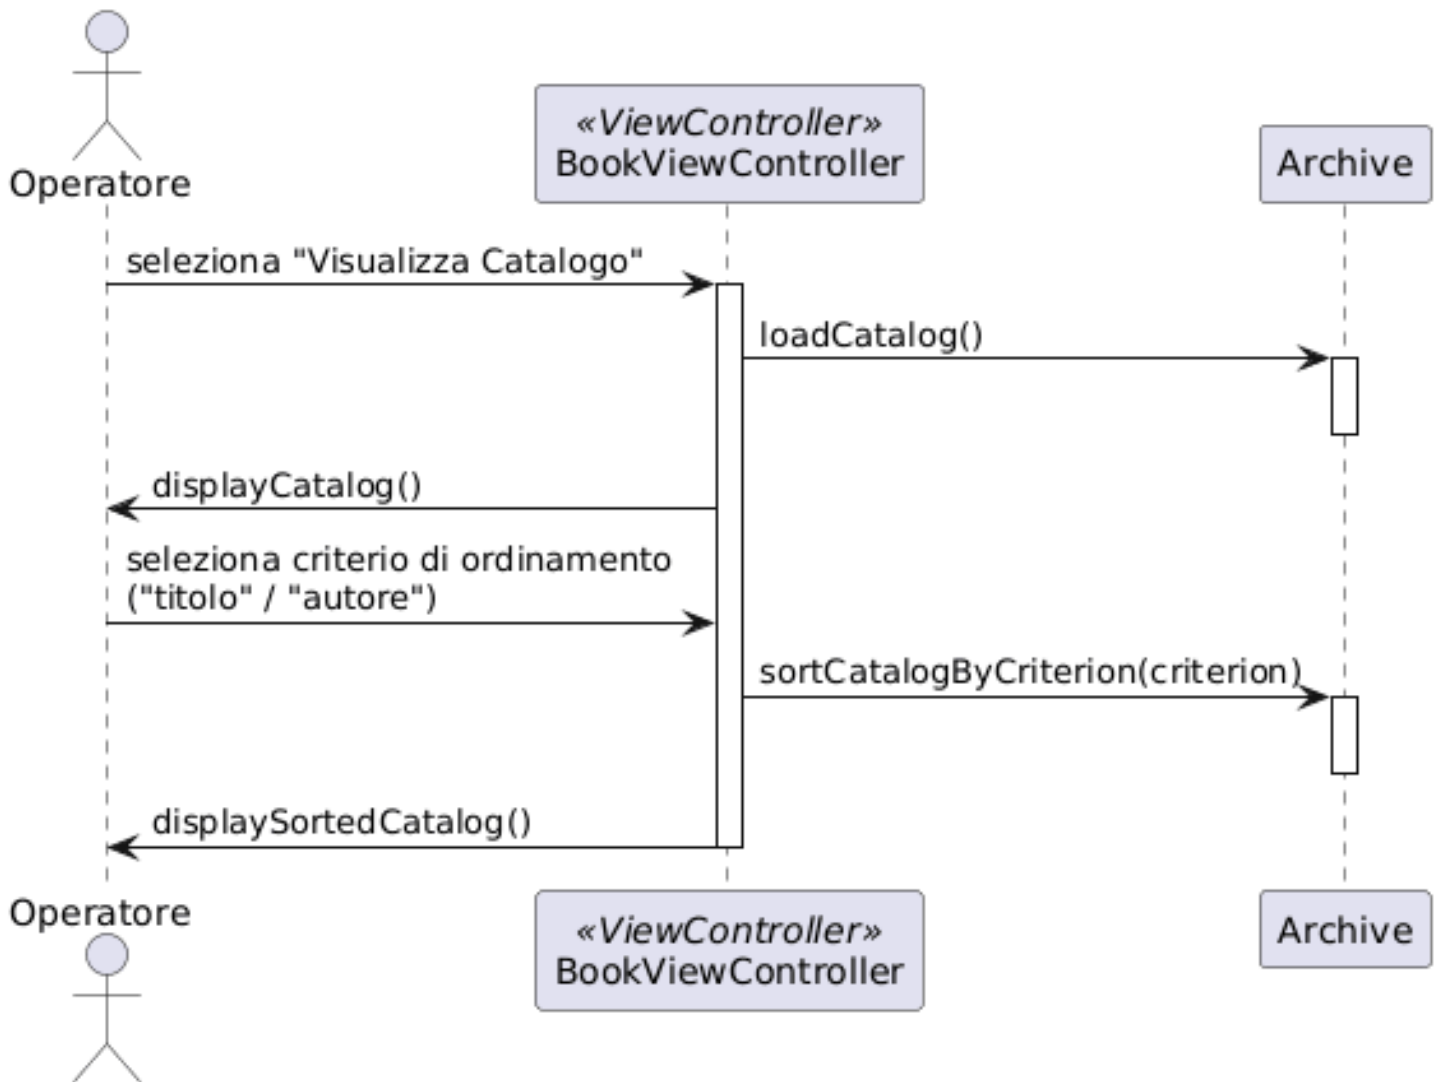 Operatore
«ViewController»
BookViewController
Archive
seleziona "Visualizza Catalogo"
loadCatalog()
displayCatalog()
seleziona criterio di ordinamento
("titolo" / "autore")
sortCatalogByCriterion(criterion)
displaySortedCatalog()
Operatore
«ViewController»
BookViewController
Archive